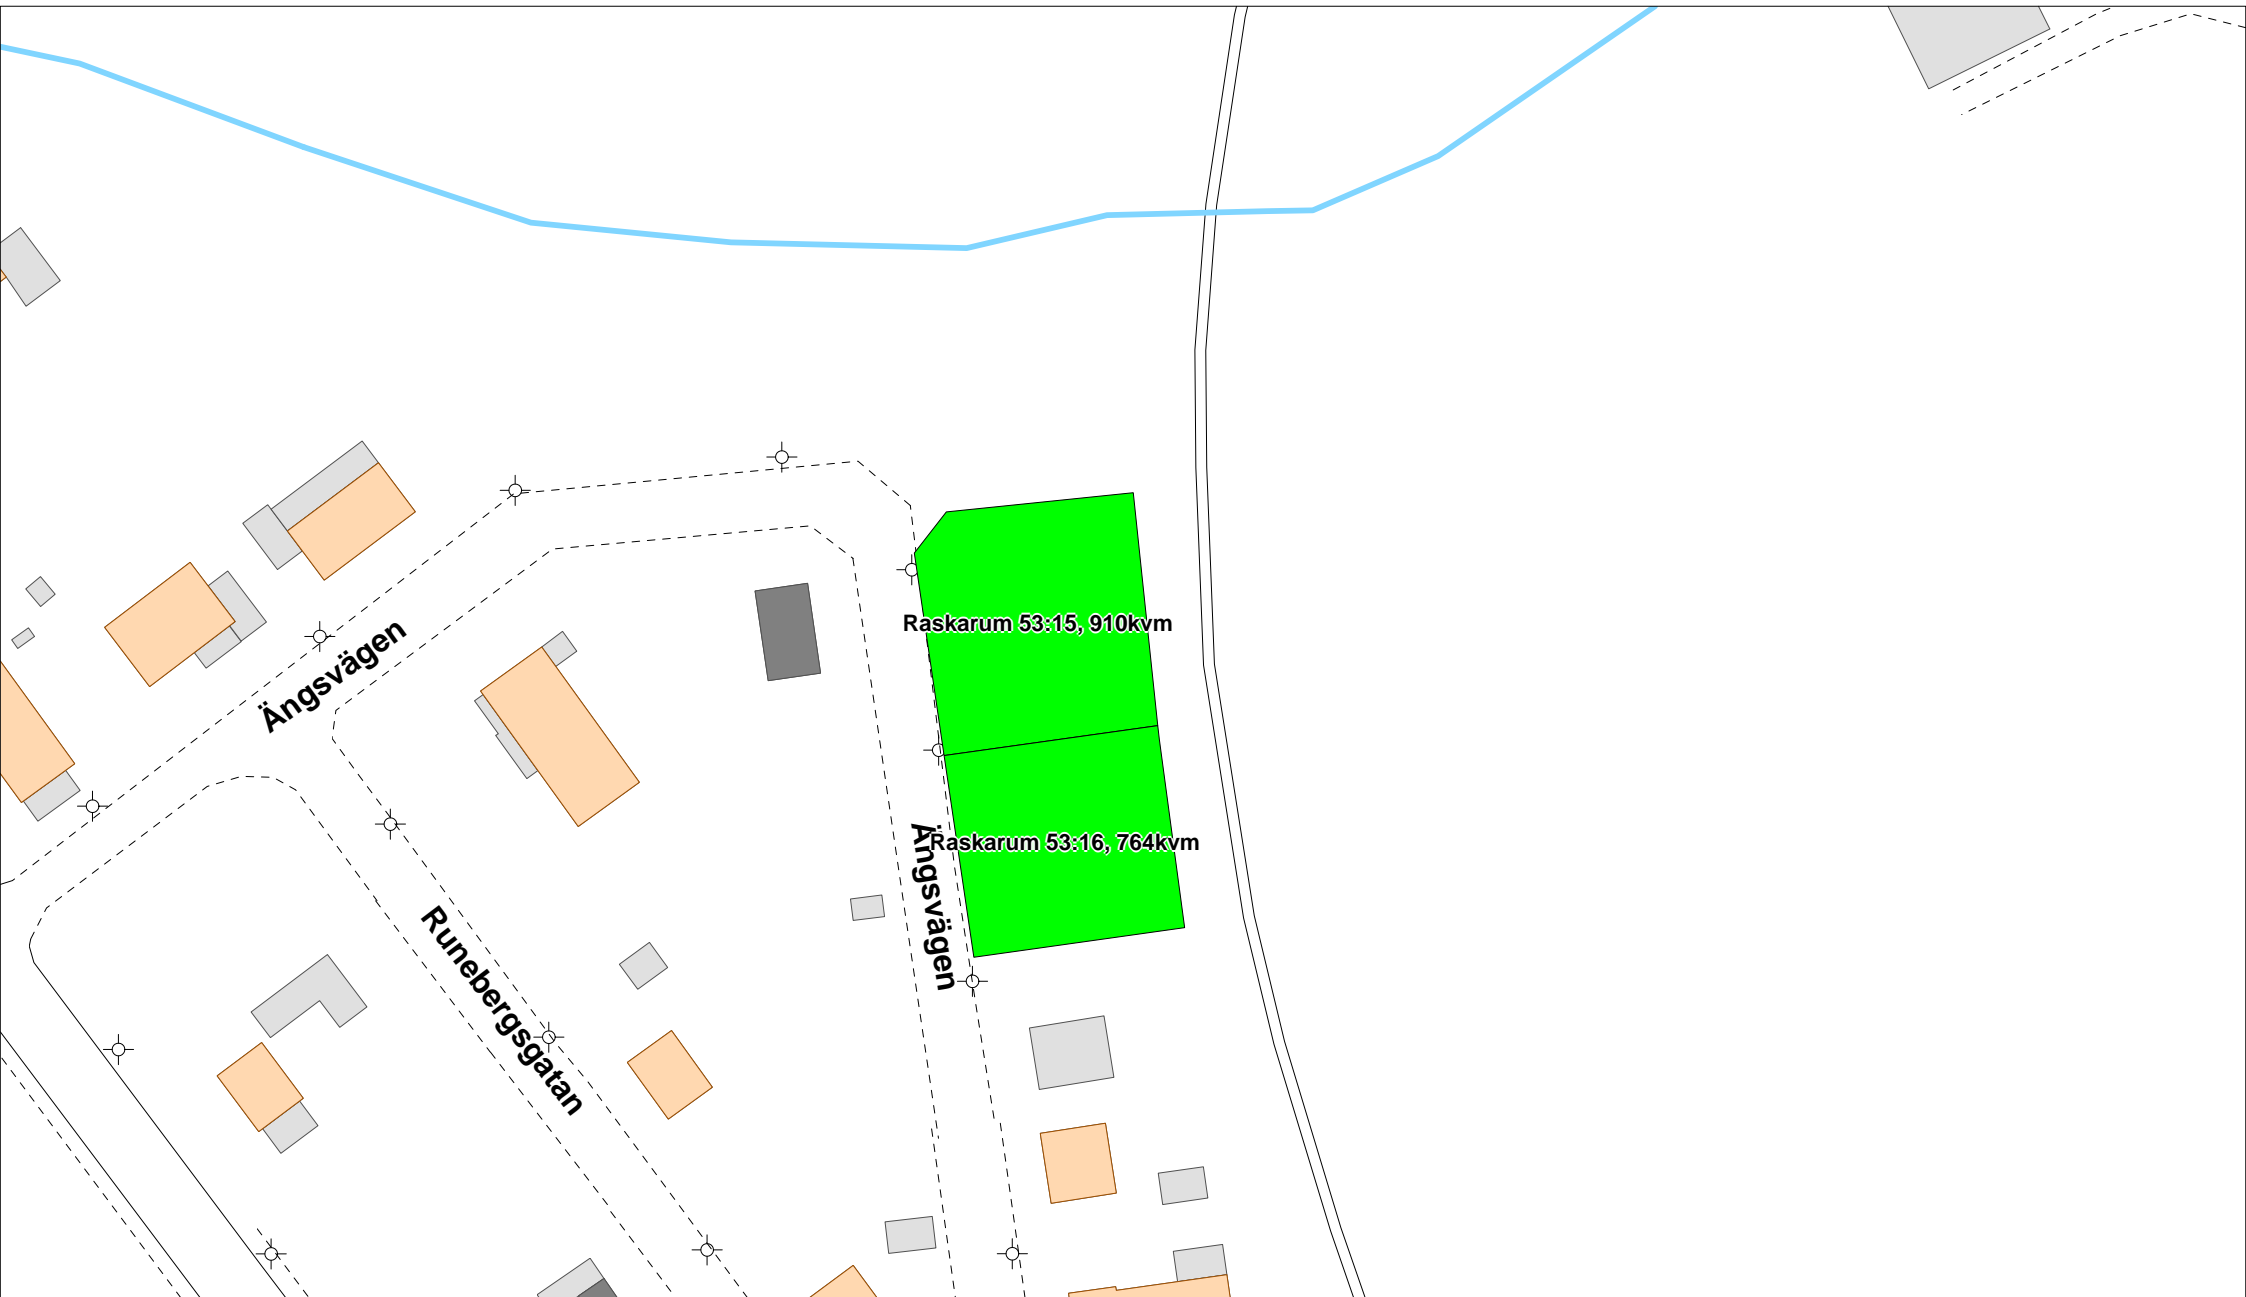 Raskarum 53:15, 910kvm
Ängsvägen
Raskarum 53:16, 764kvm
Ängsvägen
Runebergsgatan